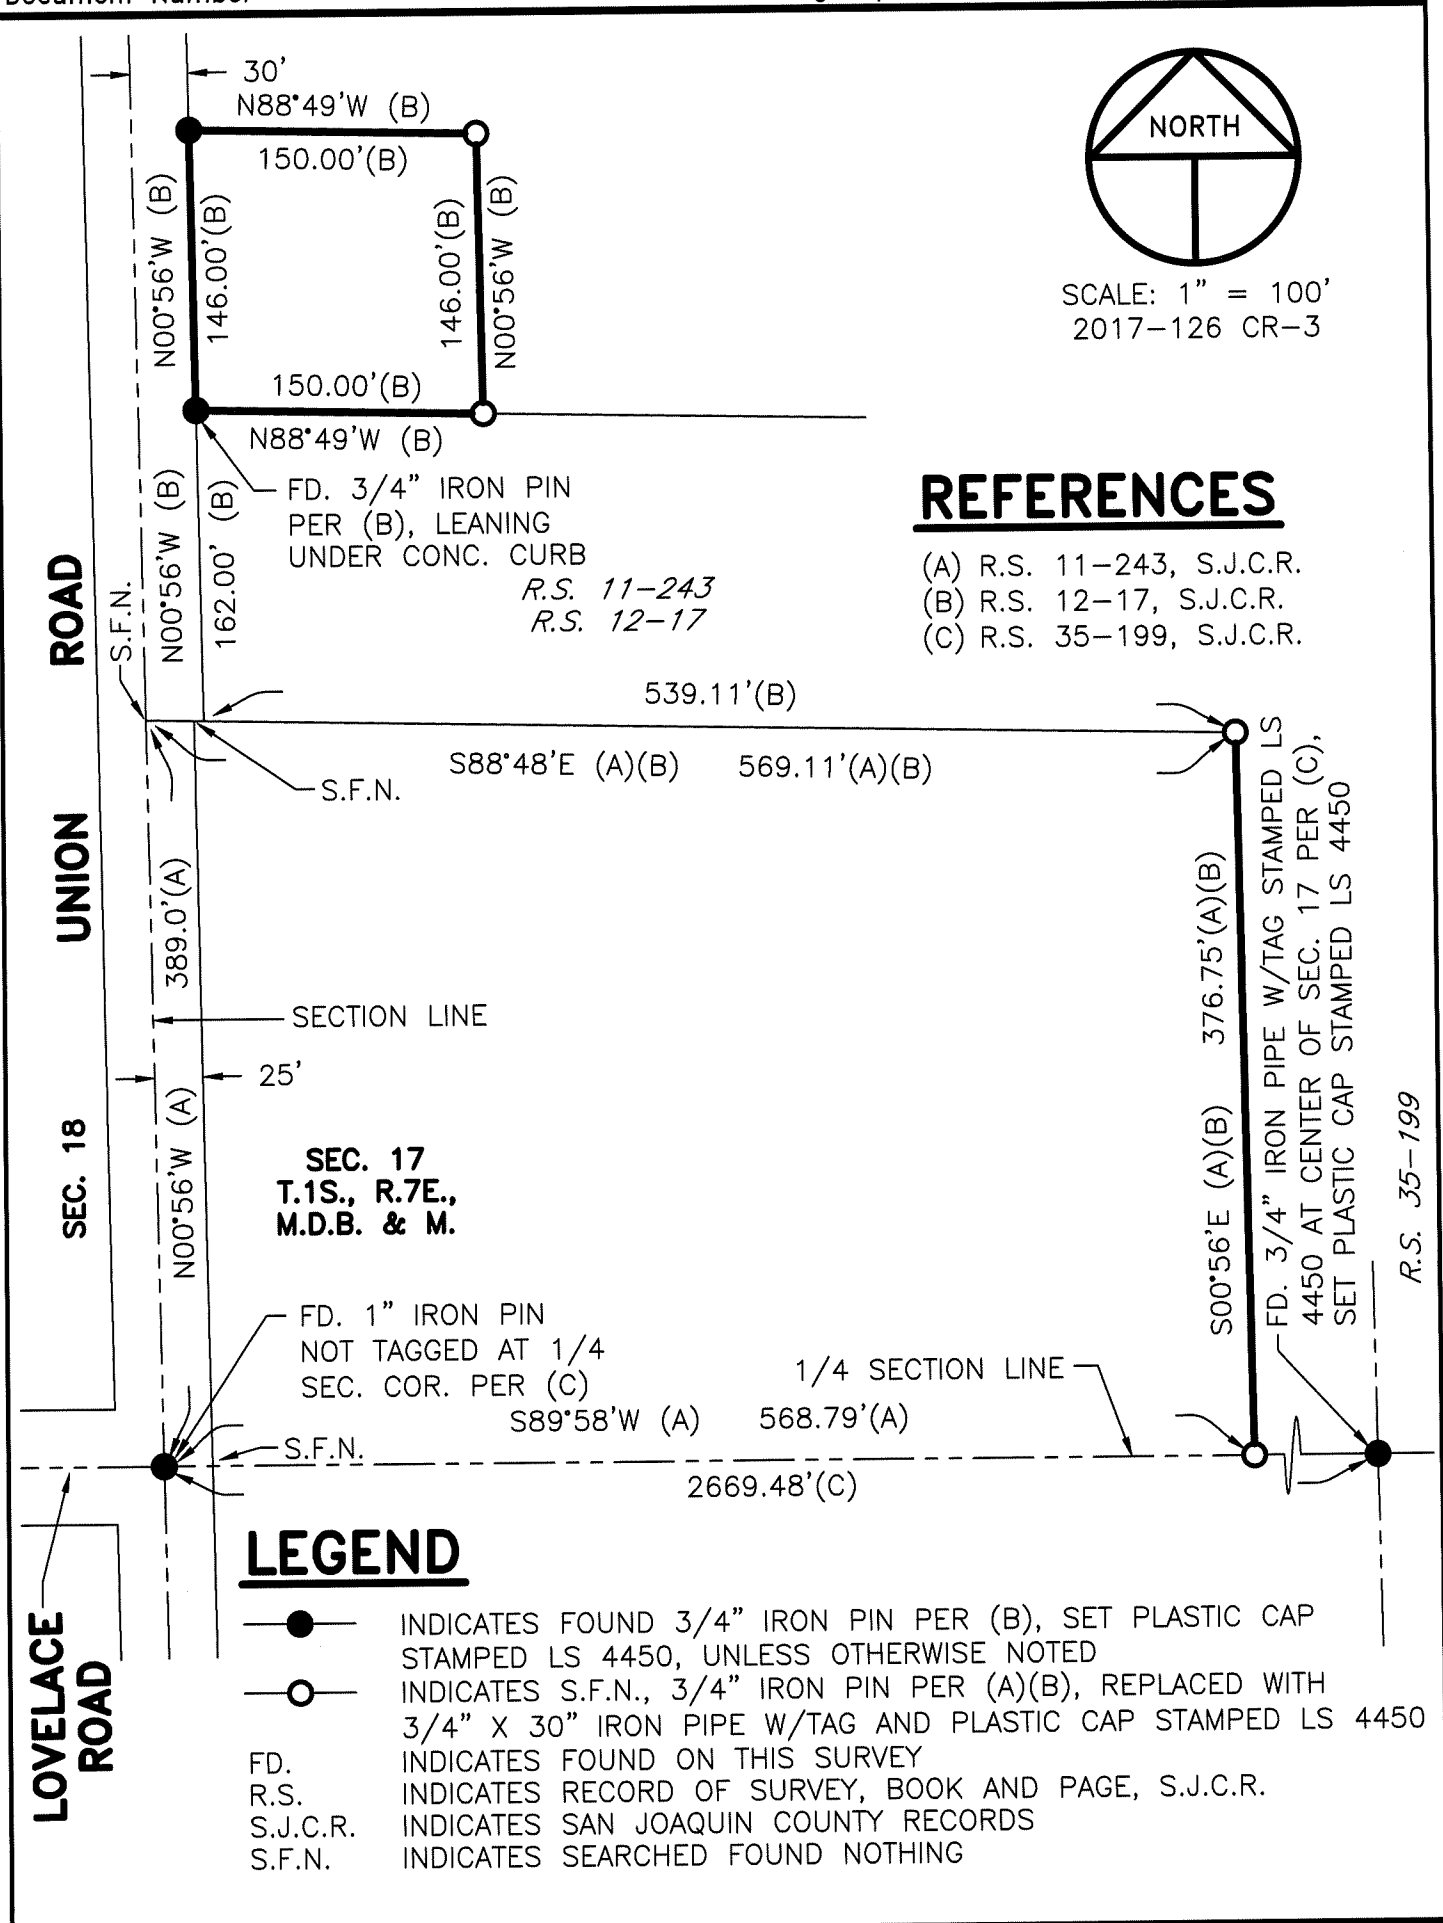 30'
N88°49'W (B)
150.00'(B)
N00°56'W (B)
146.00'(B)
146.00'(B)
N00°56'W (B)
150.00'(B)
N88°49'W (B)
NORTH
SCALE: 1" = 100'
2017-126 CR-3
FD. 3/4" IRON PIN
PER (B), LEANING
UNDER CONC. CURB
R.S. 11-243
R.S. 12-17
REFERENCES
(A) R.S. 11-243, S.J.C.R.
(B) R.S. 12-17, S.J.C.R.
(C) R.S. 35-199, S.J.C.R.
UNION ROAD
S.F.N.
N00°56'W (B)
162.00' (B)
539.11'(B)
S88°48'E (A)(B) 569.11'(A)(B)
S.F.N.
389.0'(A)
SECTION LINE
25'
N00°56'W (A)
SEC. 18
SEC. 17
T.1S., R.7E.,
M.D.B. & M.
S00°56'E (A)(B) 376.75'(A)(B)
FD. 3/4" IRON PIPE W/TAG STAMPED LS
4450 AT CENTER OF SEC. 17 PER (C),
SET PLASTIC CAP STAMPED LS 4450
R.S. 35-199
FD. 1" IRON PIN
NOT TAGGED AT 1/4
SEC. COR. PER (C)
1/4 SECTION LINE
S89°58'W (A) 568.79'(A)
S.F.N.
2669.48'(C)
LOVELACE
ROAD
LEGEND
INDICATES FOUND 3/4" IRON PIN PER (B), SET PLASTIC CAP
STAMPED LS 4450, UNLESS OTHERWISE NOTED
INDICATES S.F.N., 3/4" IRON PIN PER (A)(B), REPLACED WITH
3/4" X 30" IRON PIPE W/TAG AND PLASTIC CAP STAMPED LS 4450
FD. INDICATES FOUND ON THIS SURVEY
R.S. INDICATES RECORD OF SURVEY, BOOK AND PAGE, S.J.C.R.
S.J.C.R. INDICATES SAN JOAQUIN COUNTY RECORDS
S.F.N. INDICATES SEARCHED FOUND NOTHING